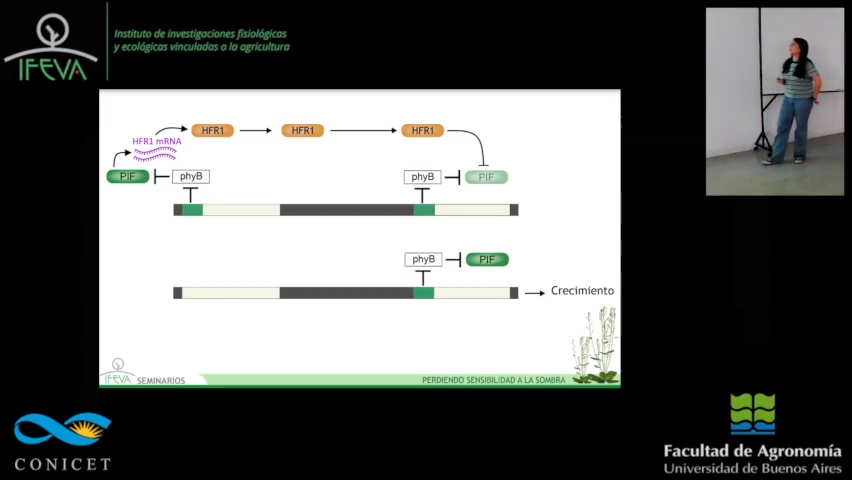 IFEVA
Instituto de investigaciones fisiológicas
y ecológicas vinculadas a la agricultura
HFR1 HFR1 HFR1
HFR1 mRNA
PIF phyB phyB PIF
phyB PIF
Crecimiento
IFEVA SEMINARIOS PERDIENDO SENSIBILIDAD A LA SOMBRA
CONICET
Facultad de Agronomía
Universidad de Buenos Aires